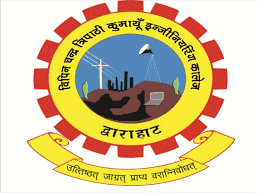 विपिन चन्द्र त्रिपाठी कुमायूँ इन्जीनियरिंग कालेज
द्वाराहाट
उत्तिष्ठत् जाग्रत् प्राप्य वरान्निवोधत्